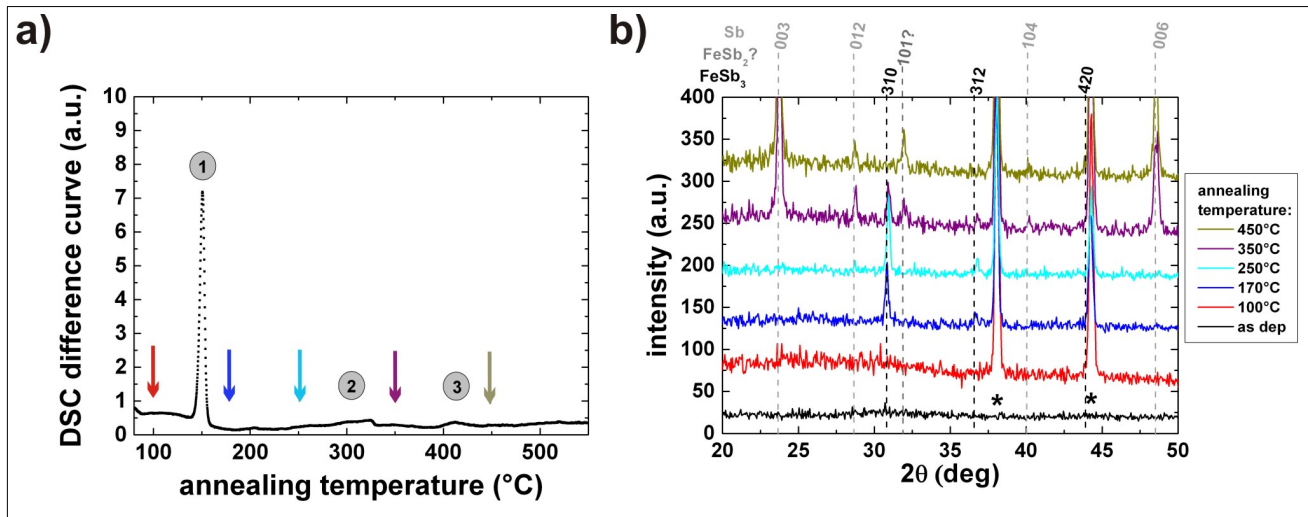 a)
10
9
8
7
6
5
4
3
2
1
0
DSC difference curve (a.u.)
1
2
3
100 200 300 400 500
annealing temperature (°C)
b)
Sb
FeSb₂?
FeSb₃
003
012
101?
104
006
310
312
420
400
350
300
250
200
150
100
50
0
intensity (a.u.)
* *
20 25 30 35 40 45 50
2θ (deg)
annealing
temperature:
450°C
350°C
250°C
170°C
100°C
as dep